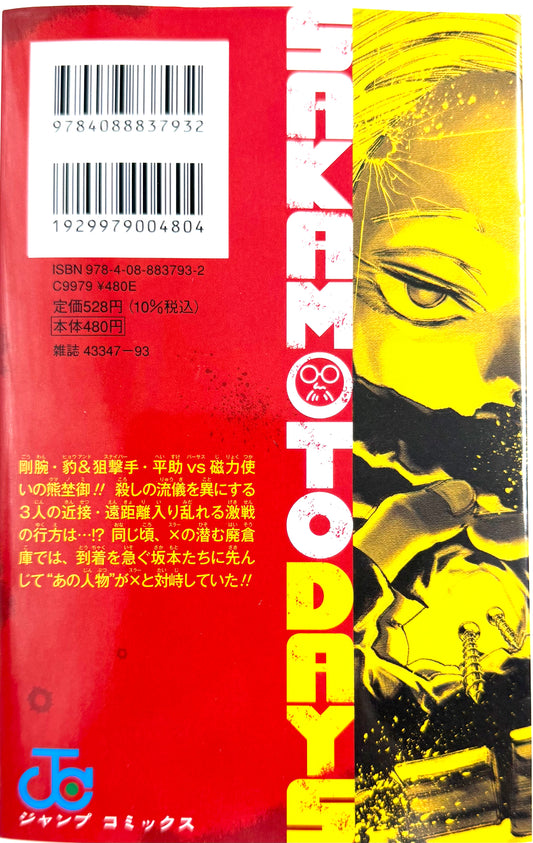 9784088837932
1929979004804
ISBN 978-4-08-883793-2
C9979 ¥480E
定価528円(10%税込)
本体480円
雑誌 43347-93
剛腕・豹&狙撃手・平助vs磁力使
いの熊埜御!! 殺しの流儀を異にする
3人の近接・遠距離入り乱れる激戦
の行方は…!? 同じ頃、×の潜む廃倉
庫では、到着を急ぐ坂本たちに先ん
じて“あの人物”が×と対峙していた!!
JC
ジャンプ コミックス
SAKAMOTO DAYS